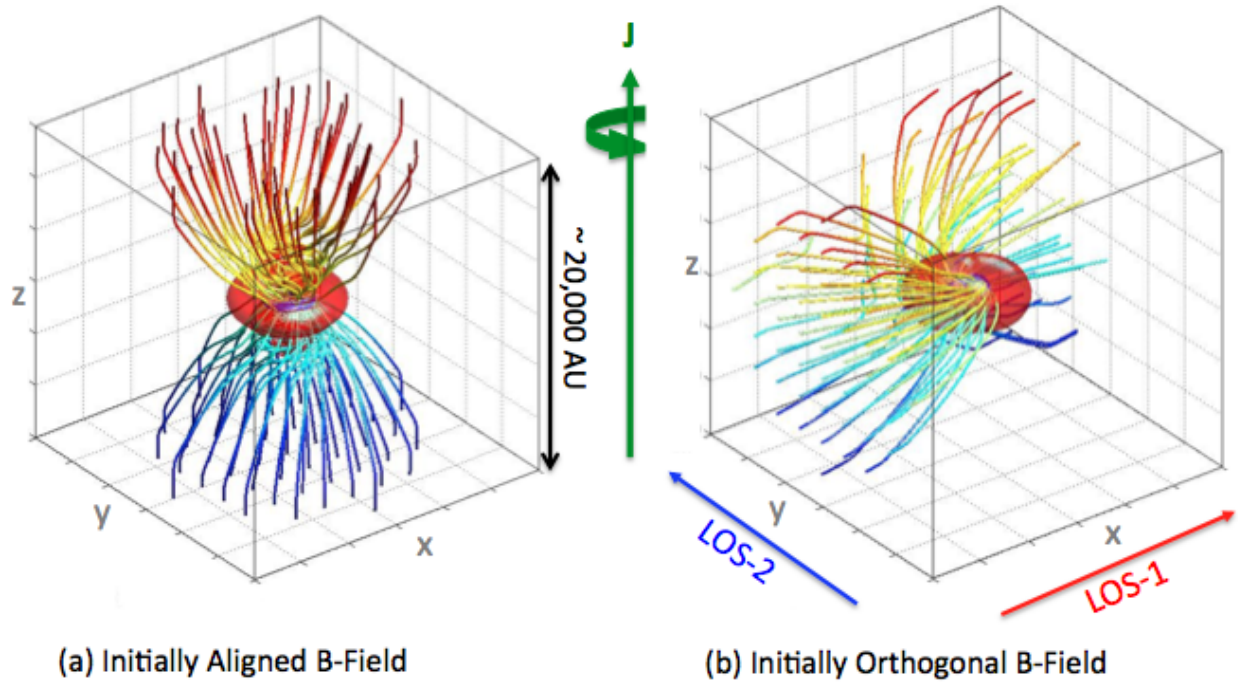 J
z
y
x
~ 20,000 AU
z
y
x
LOS-2
LOS-1
(a) Initially Aligned B-Field
(b) Initially Orthogonal B-Field